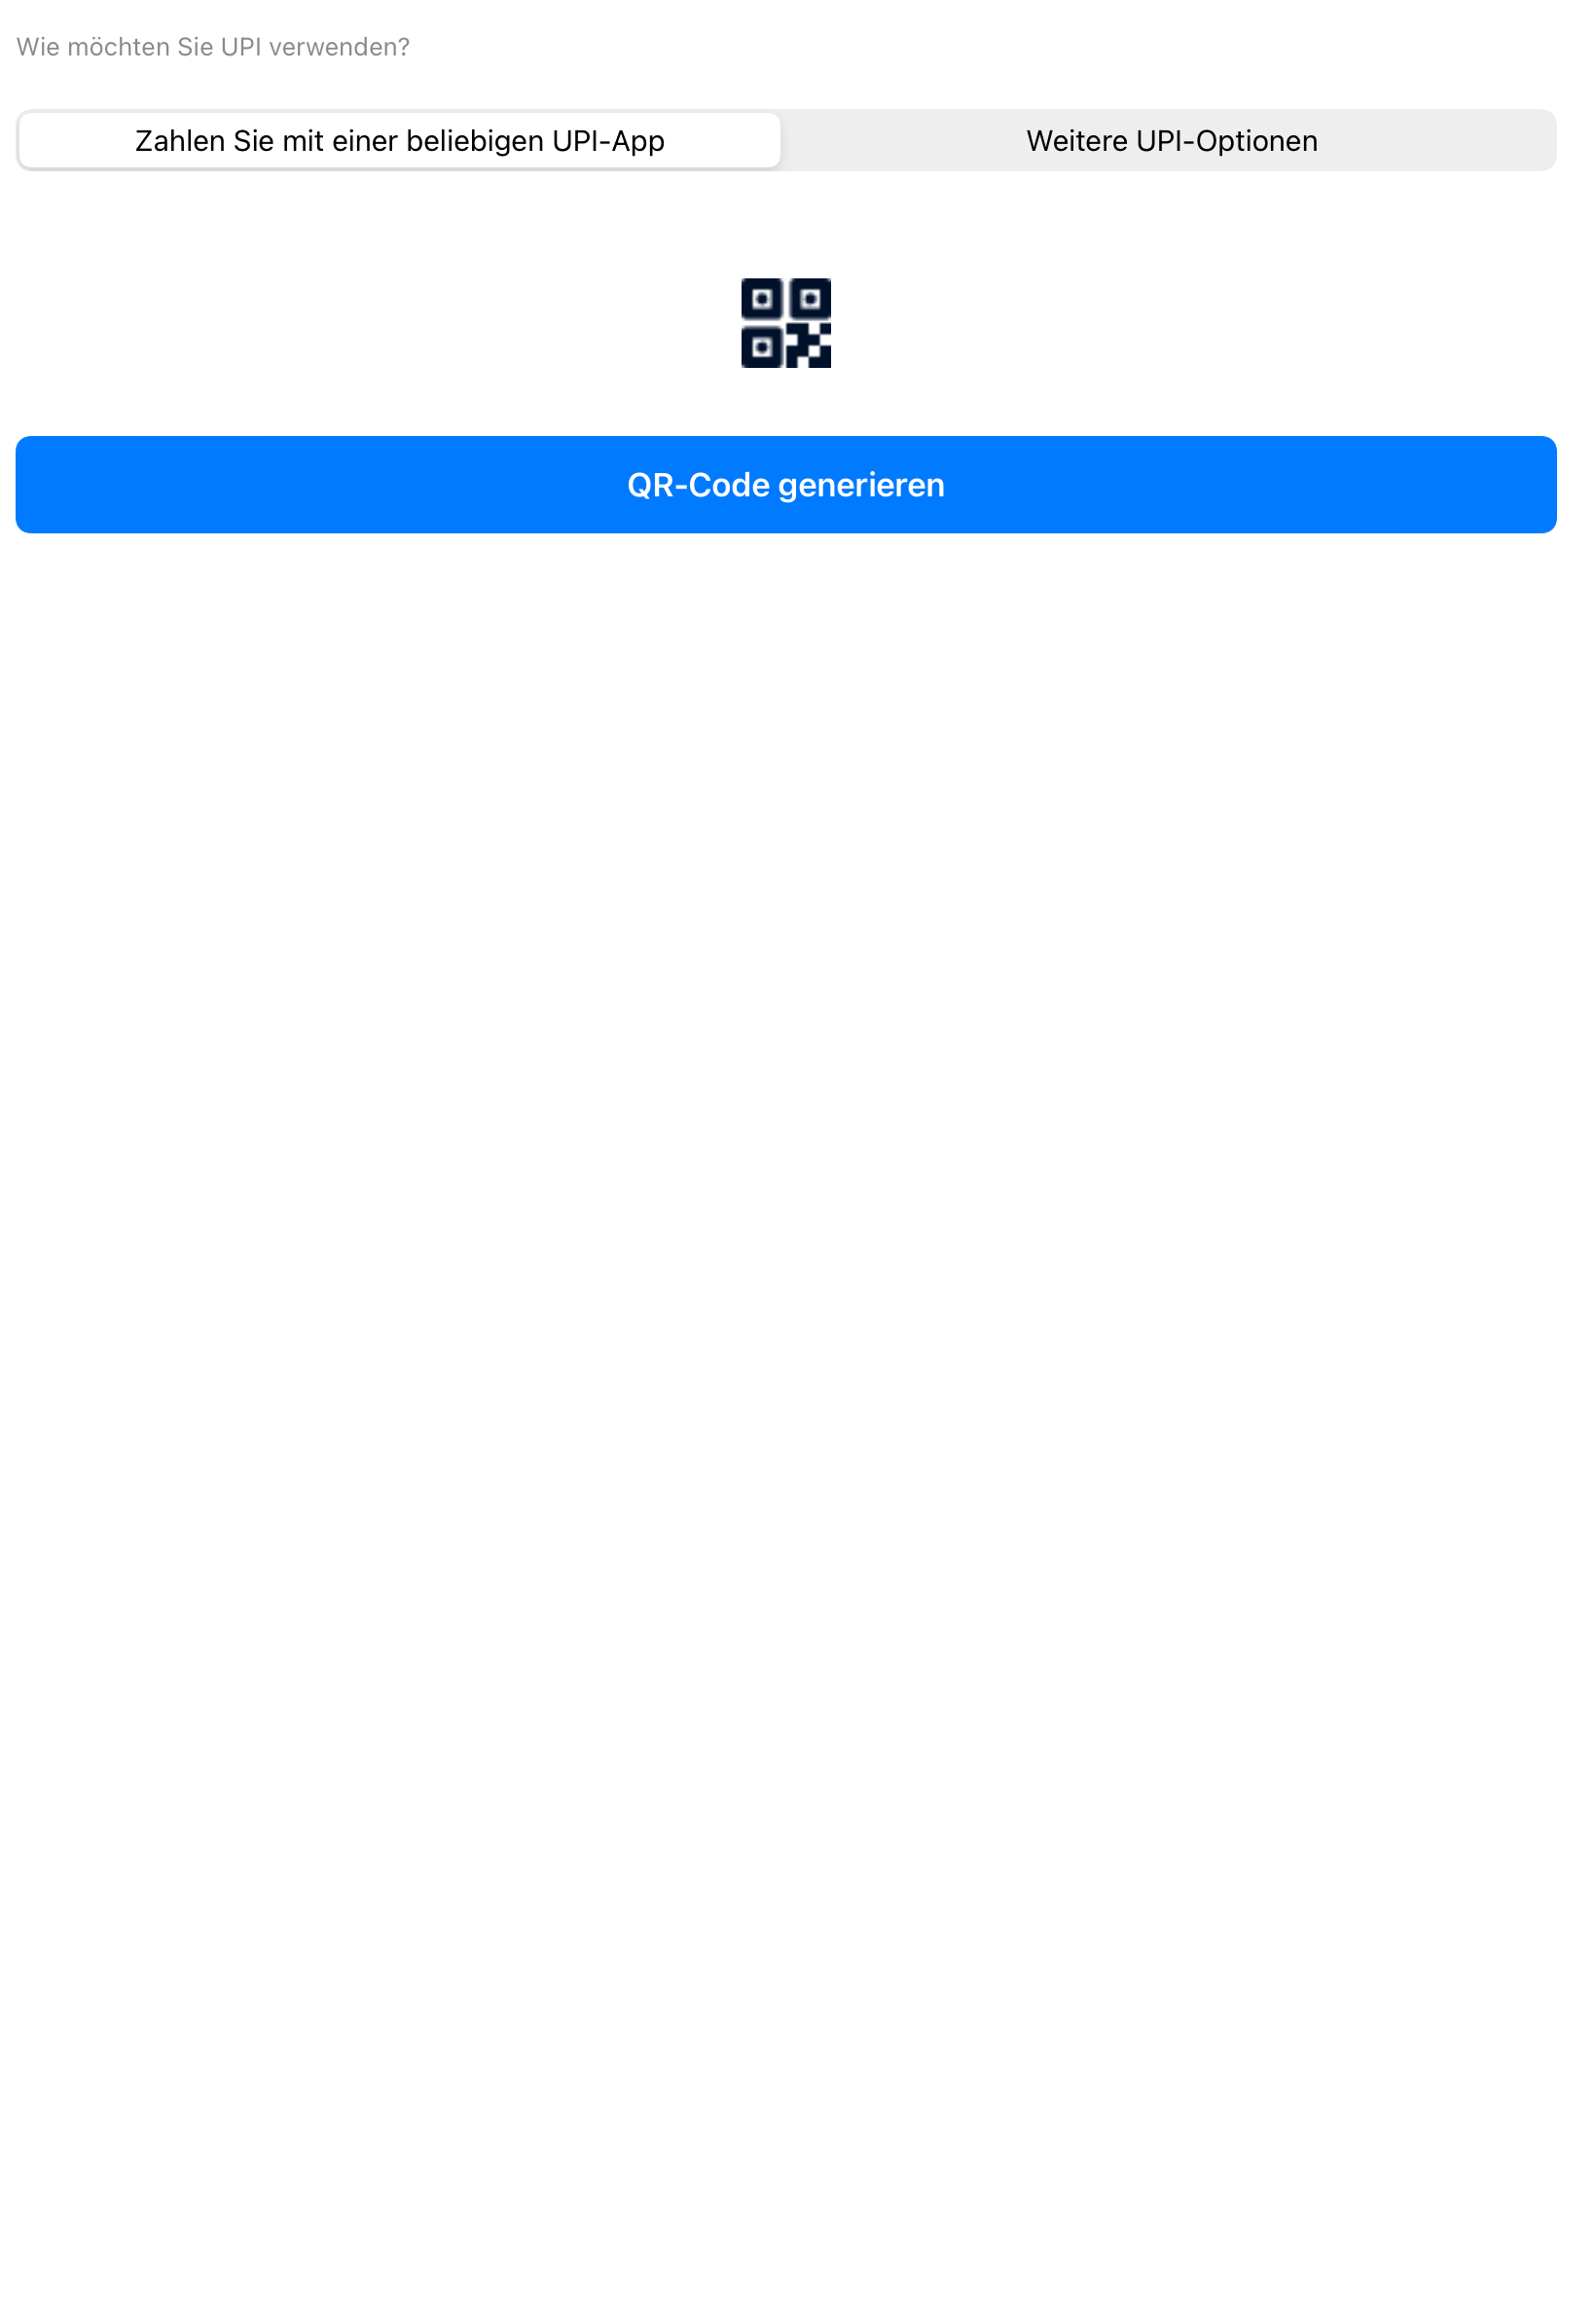 Wie möchten Sie UPI verwenden?
Zahlen Sie mit einer beliebigen UPI-App
Weitere UPI-Optionen
QR-Code generieren